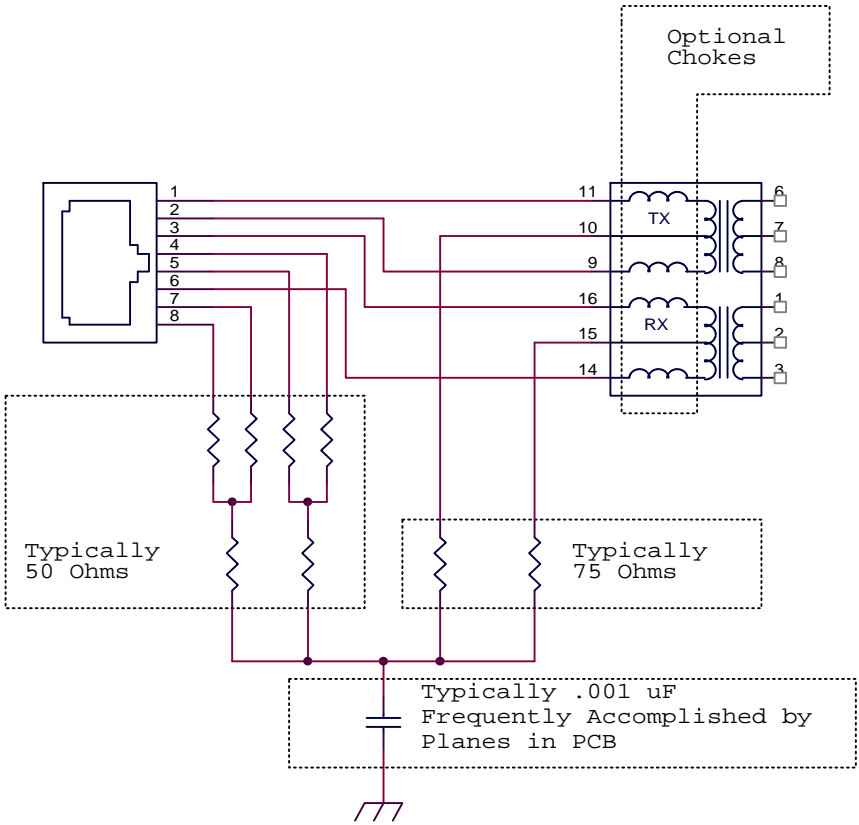 Optional
Chokes
1
2
3
4
5
6
7
8
11
10
9
16
15
14
TX
RX
6
7
8
1
2
3
Typically
50 Ohms
Typically
75 Ohms
Typically .001 uF
Frequently Accomplished by
Planes in PCB